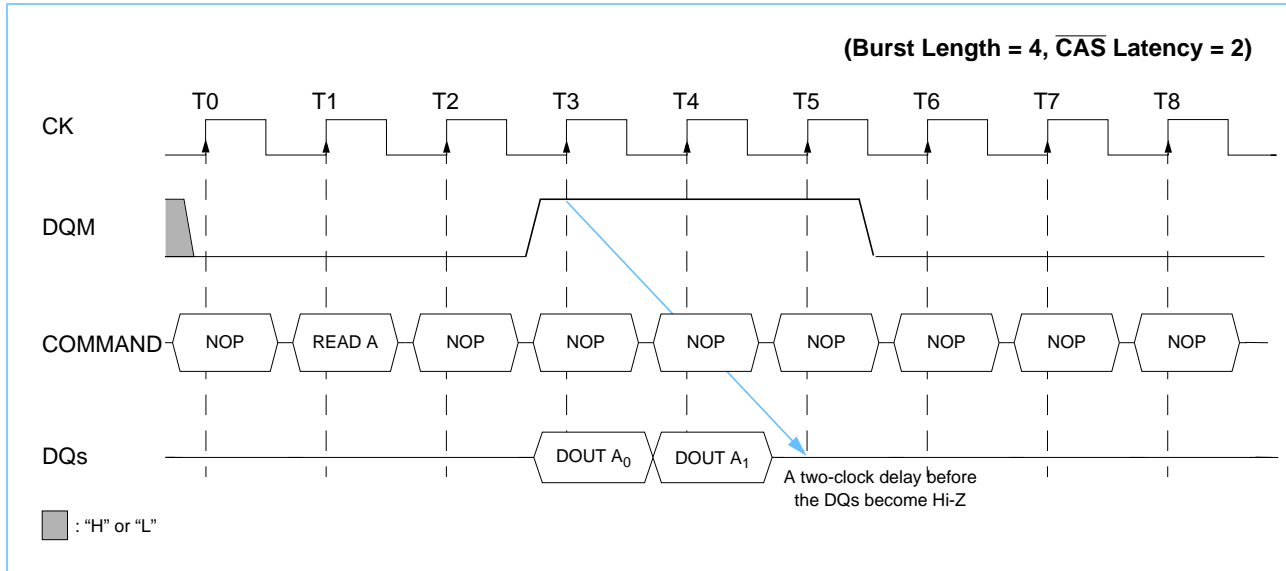 (Burst Length = 4, CAS Latency = 2)
T0 T1 T2 T3 T4 T5 T6 T7 T8
CK
DQM
COMMAND NOP READ A NOP NOP NOP NOP NOP NOP NOP
DQs DOUT A0 DOUT A1
A two-clock delay before
the DQs become Hi-Z
: “H” or “L”